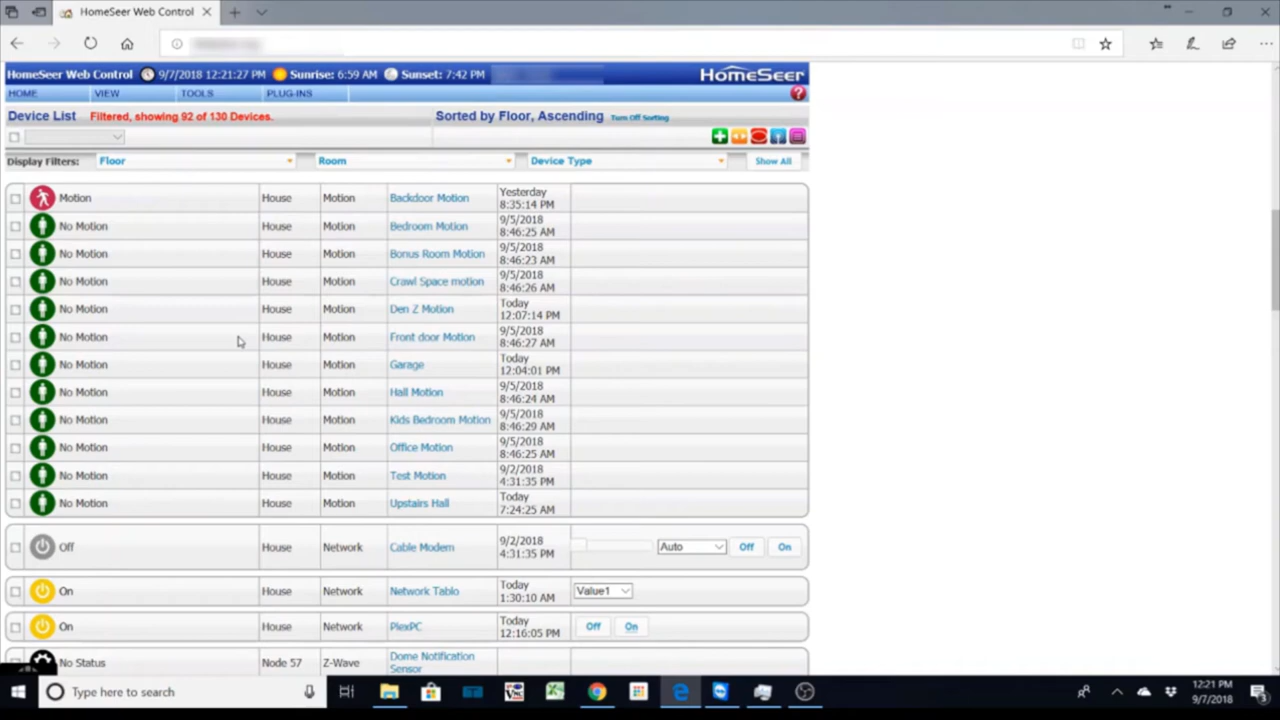 HomeSeer Web Control
HomeSeer Web Control 9/7/2018 12:21:27 PM Sunrise: 6:59 AM Sunset: 7:42 PM HomeSeer
HOME VIEW TOOLS PLUG-INS ?
Device List Filtered, showing 92 of 130 Devices. Sorted by Floor, Ascending Turn Off Sorting
Display Filters: Floor Room Device Type Show All
Motion House Motion Backdoor Motion Yesterday 8:35:14 PM
No Motion House Motion Bedroom Motion 9/5/2018 8:46:25 AM
No Motion House Motion Bonus Room Motion 9/5/2018 8:46:23 AM
No Motion House Motion Crawl Space motion 9/5/2018 8:46:26 AM
No Motion House Motion Den Z Motion Today 12:07:14 PM
No Motion House Motion Front door Motion 9/5/2018 8:46:27 AM
No Motion House Motion Garage Today 12:04:01 PM
No Motion House Motion Hall Motion 9/5/2018 8:46:24 AM
No Motion House Motion Kids Bedroom Motion 9/5/2018 8:46:29 AM
No Motion House Motion Office Motion 9/5/2018 8:46:25 AM
No Motion House Motion Test Motion 9/2/2018 4:31:35 PM
No Motion House Motion Upstairs Hall Today 7:24:25 AM
Off House Network Cable Modem 9/2/2018 4:31:35 PM Auto Off On
On House Network Network Tablo Today 1:30:10 AM Value1
On House Network PlexPC Today 12:16:05 PM Off On
No Status Node 57 Z-Wave Dome Notification Sensor
Type here to search 12:21 PM
9/7/2018